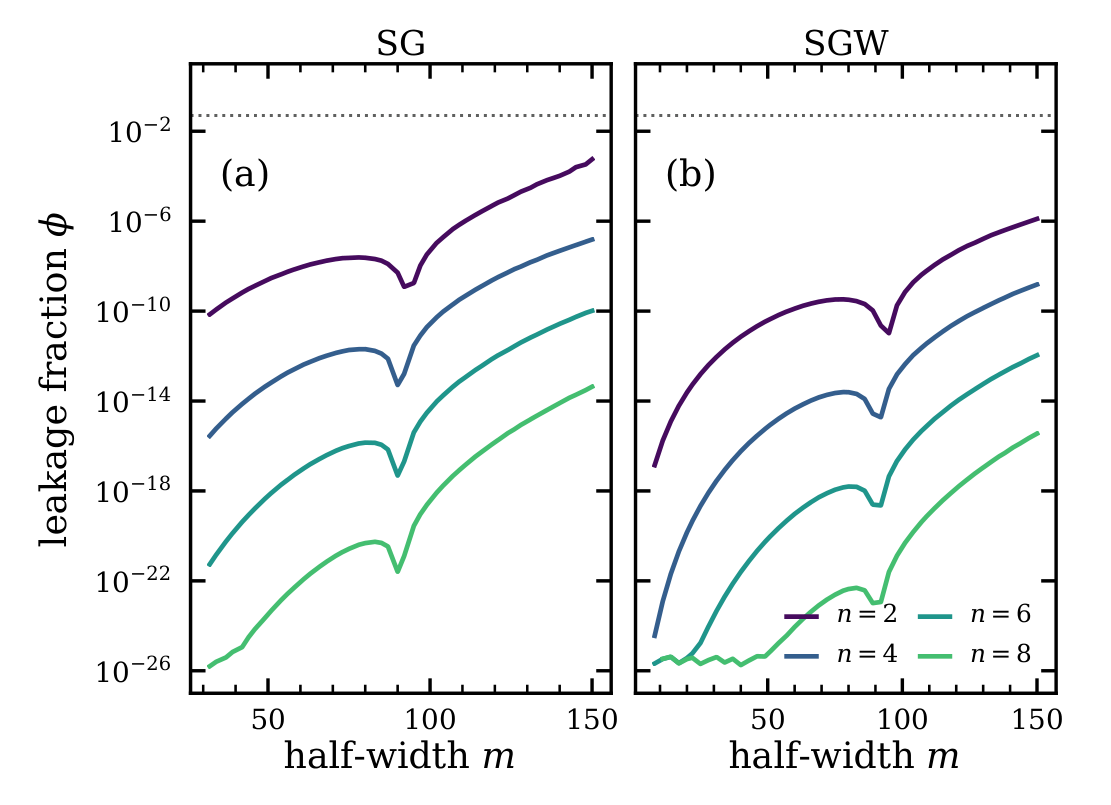 SG
SGW
(a)
(b)
leakage fraction ϕ
10⁻²
10⁻⁶
10⁻¹⁰
10⁻¹⁴
10⁻¹⁸
10⁻²²
10⁻²⁶
n = 2
n = 6
n = 4
n = 8
50 100 150
50 100 150
half-width m
half-width m